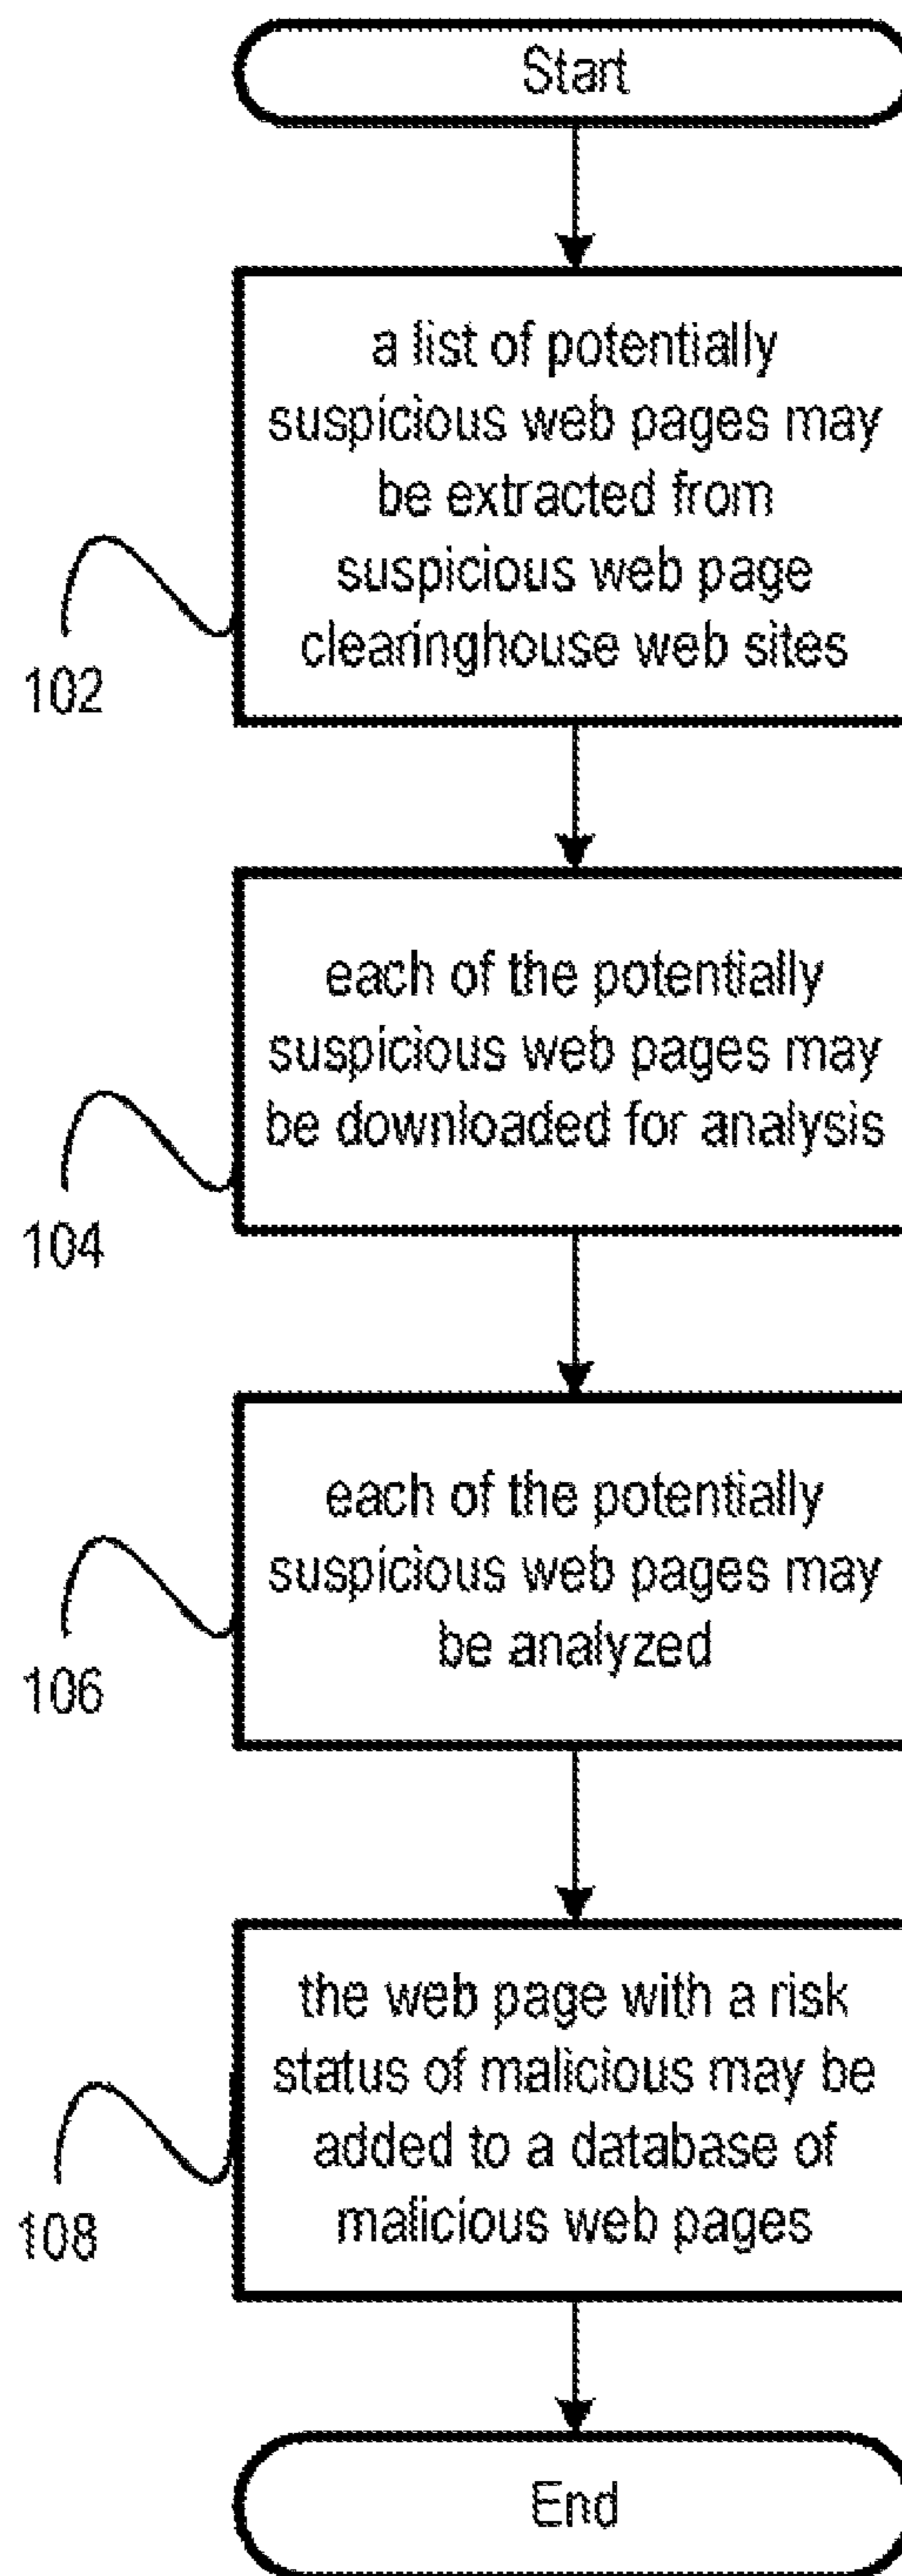 Start
a list of potentially
suspicious web pages may
be extracted from
suspicious web page
clearinghouse web sites
102
each of the potentially
suspicious web pages may
be downloaded for analysis
104
each of the potentially
suspicious web pages may
be analyzed
106
the web page with a risk
status of malicious may be
added to a database of
malicious web pages
108
End